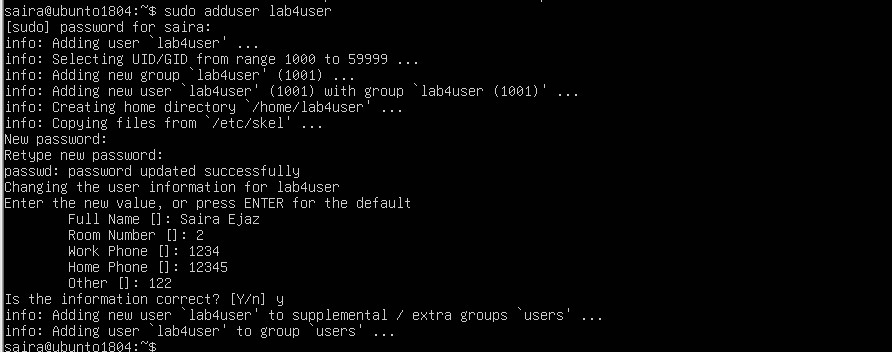 saira@ubunto1804:~$ sudo adduser lab4user
[sudo] password for saira:
info: Adding user `lab4user' ...
info: Selecting UID/GID from range 1000 to 59999 ...
info: Adding new group `lab4user' (1001) ...
info: Adding new user `lab4user' (1001) with group `lab4user (1001)' ...
info: Creating home directory `/home/lab4user' ...
info: Copying files from `/etc/skel' ...
New password:
Retype new password:
passwd: password updated successfully
Changing the user information for lab4user
Enter the new value, or press ENTER for the default
        Full Name []: Saira Ejaz
        Room Number []: 2
        Work Phone []: 1234
        Home Phone []: 12345
        Other []: 122
Is the information correct? [Y/n] y
info: Adding new user `lab4user' to supplemental / extra groups `users' ...
info: Adding user `lab4user' to group `users' ...
saira@ubunto1804:~$